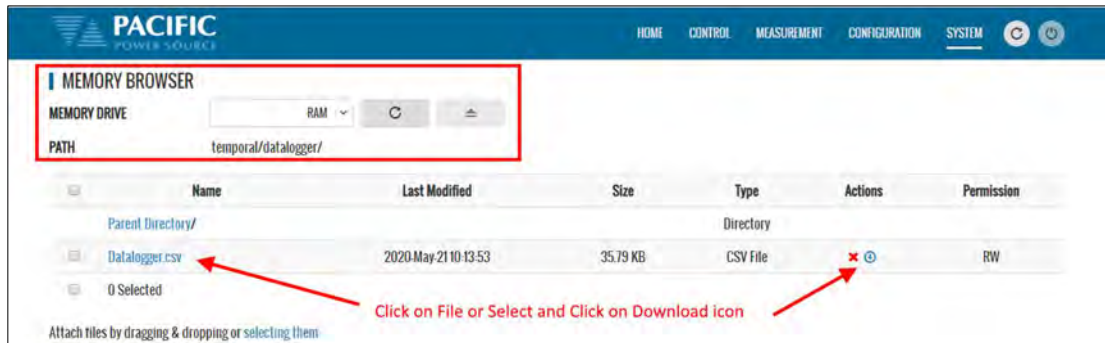 PACIFIC
POWER SOURCE
HOME CONTROL MEASUREMENT CONFIGURATION SYSTEM
MEMORY BROWSER
MEMORY DRIVE RAM
PATH temporal/datalogger/
Name Last Modified Size Type Actions Permission
Parent Directory/ Directory
Datalogger.csv 2020-May-21 10:13:53 35.79 KB CSV File RW
0 Selected
Click on File or Select and Click on Download icon
Attach files by dragging & dropping or selecting them